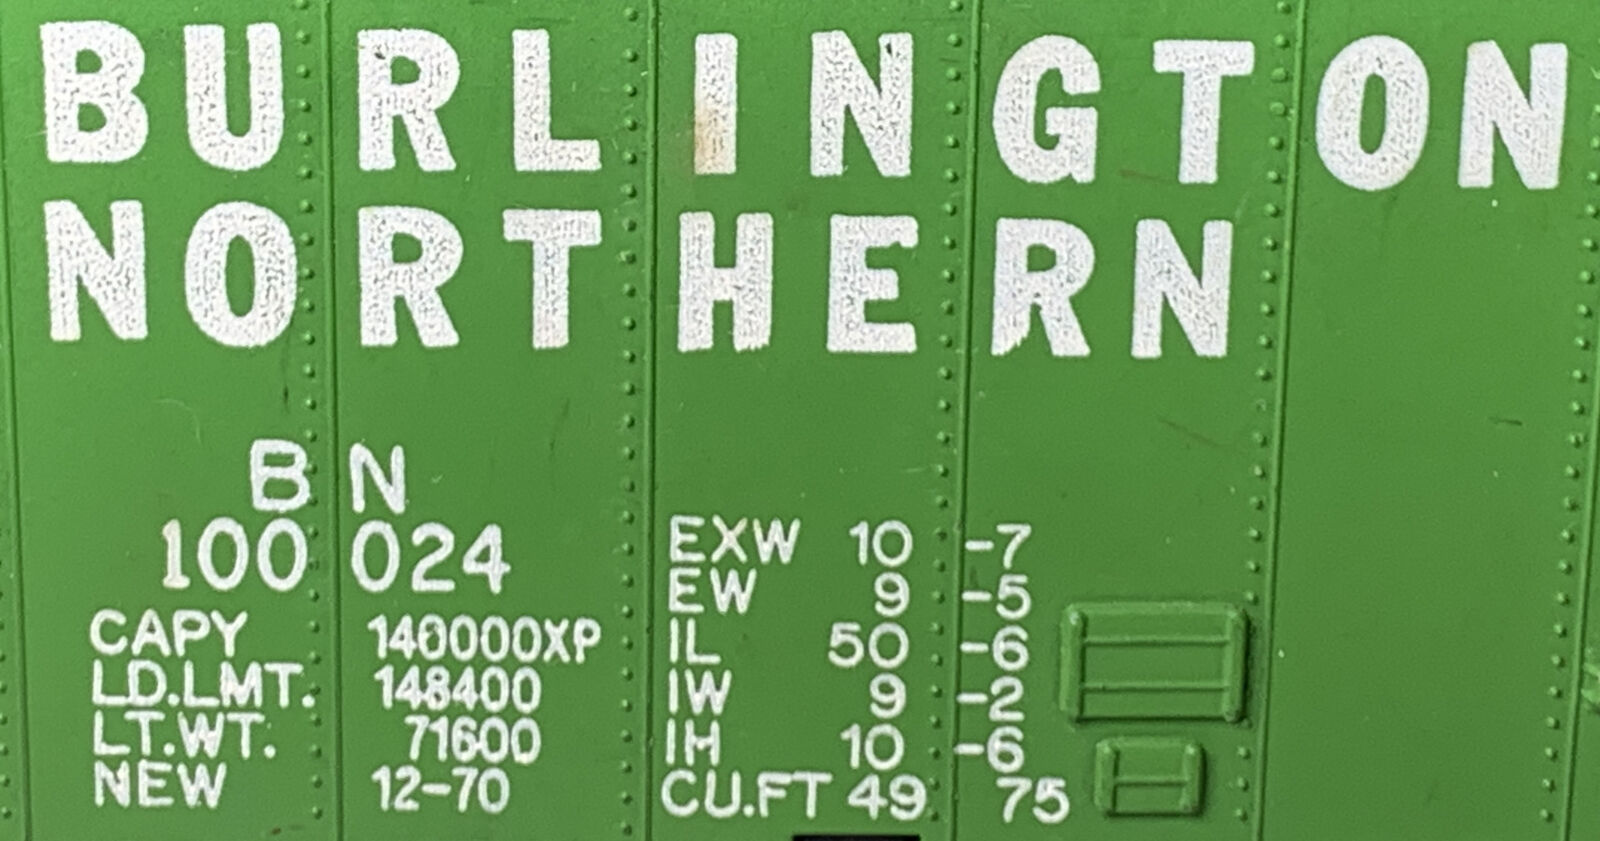 BURLINGTON
NORTHERN
BN
100 024
CAPY 140000XP
LD.LMT. 148400
LT.WT. 71600
NEW 12-70
EXW 10-7
EW 9-5
IL 50-6
IW 9-2
IH 10-6
CU.FT 49 75